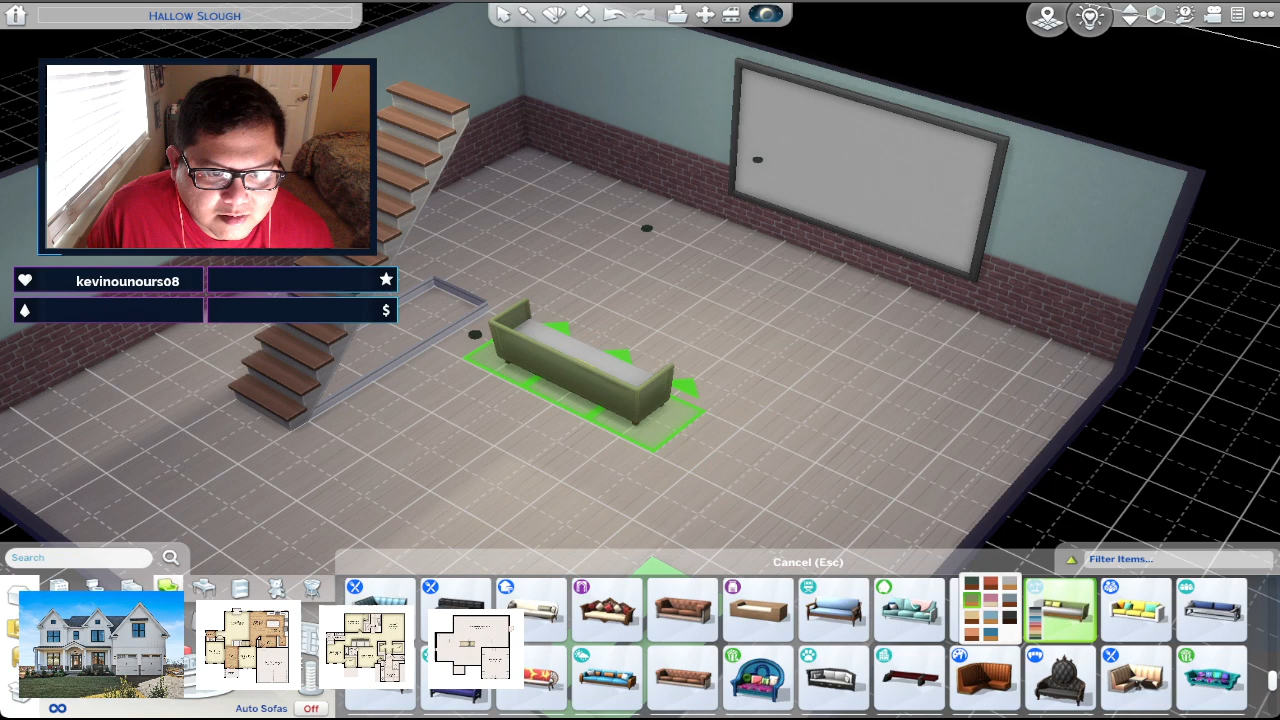 HALLOW SLOUGH
kevinounours08
$
Cancel (Esc)
Search
Filter Items...
Auto Sofas
Off